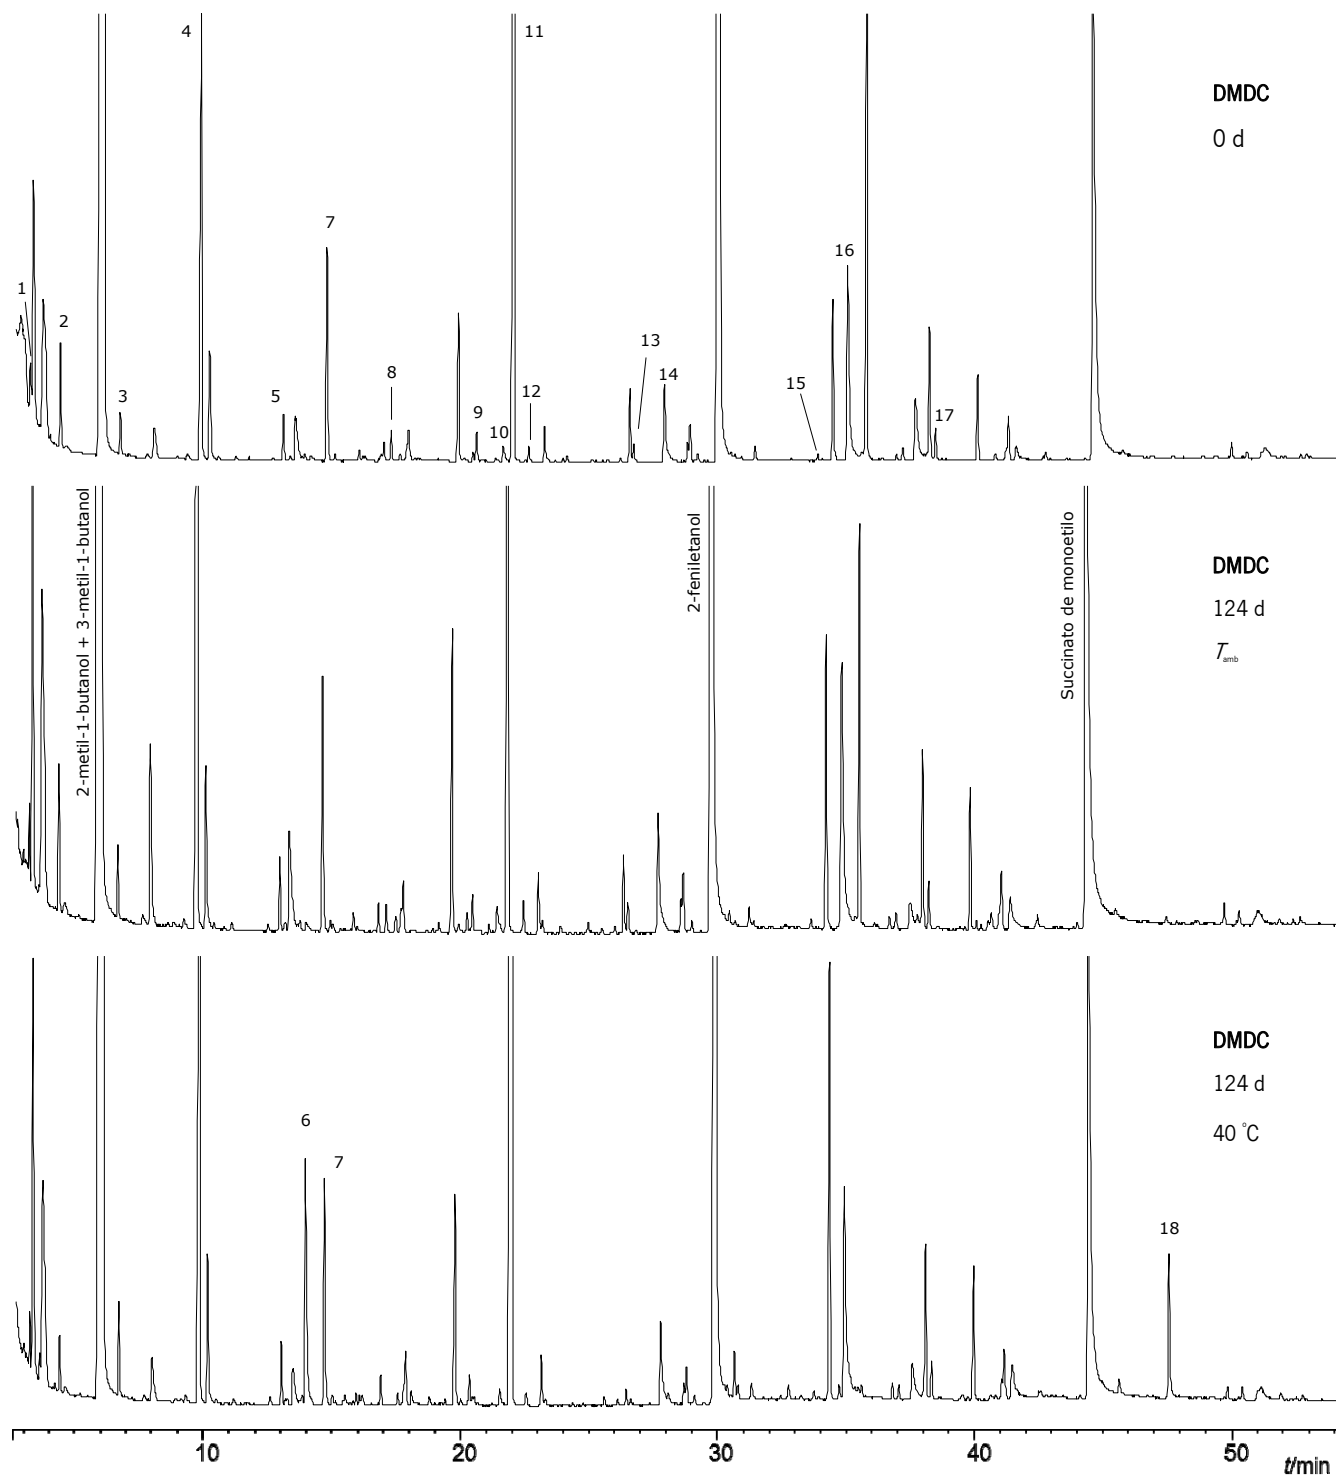 4
11
DMDC
0 d
7
16
1
2
13
8
14
3
5
12
15
9
10
17
2-metil-1-butanol + 3-metil-1-butanol
2-feniletanol
Succinato de monoetilo
DMDC
124 d
Tamb
DMDC
124 d
40 °C
6
7
18
10
20
30
40
50
t/min